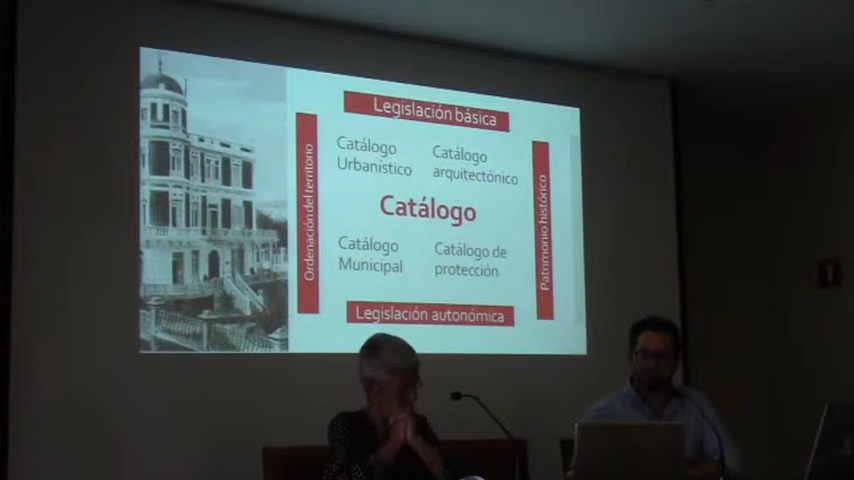 Legislación básica
Ordenación del territorio
Catálogo
Urbanístico
Catálogo
arquitectónico
Patrimonio histórico
Catálogo
Catálogo
Municipal
Catálogo de
protección
Legislación autonómica